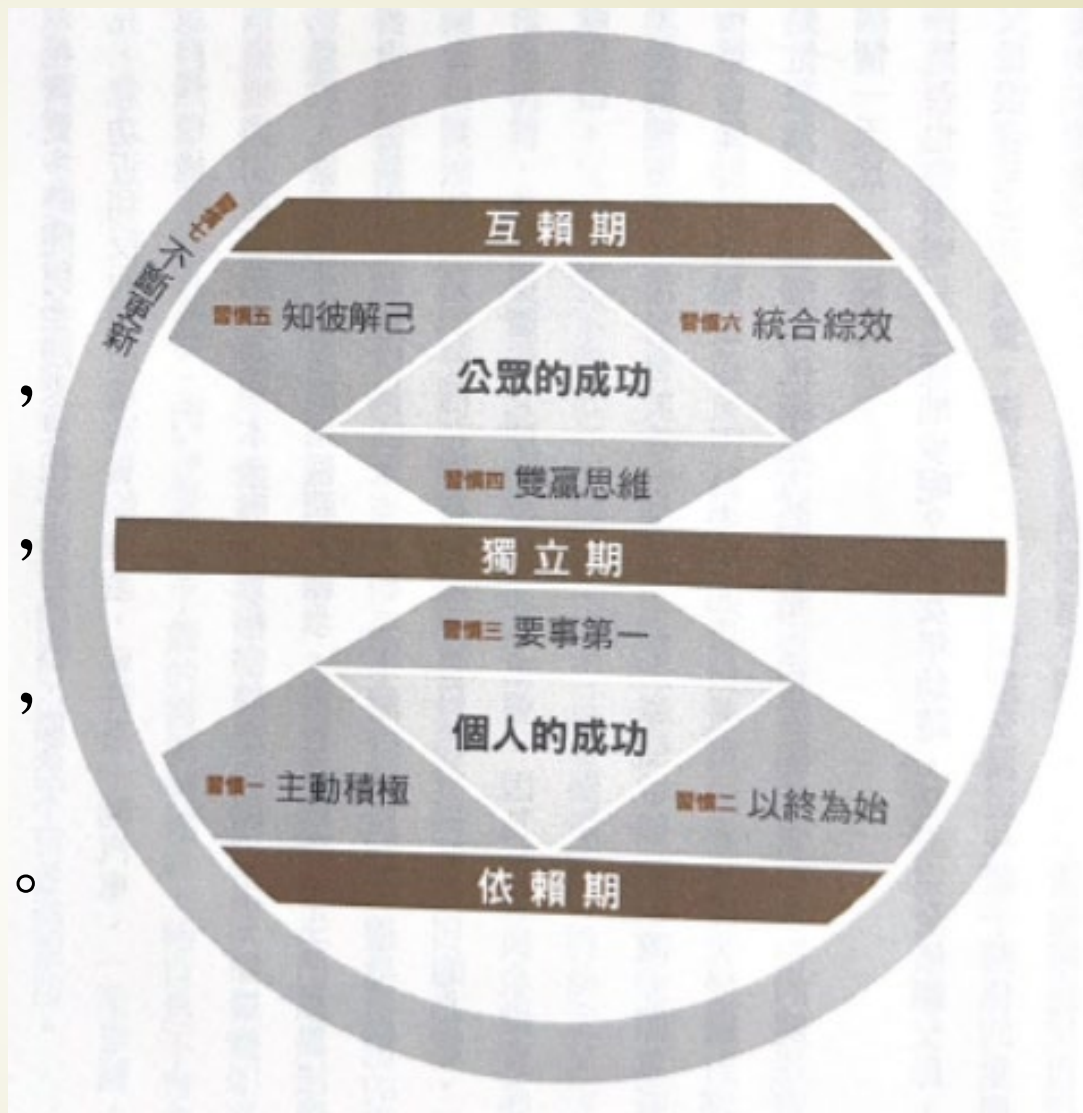 互賴期
習慣七 不斷更新
習慣五 知彼解己
習慣六 統合綜效
公眾的成功
,
習慣四 雙贏思維
,
獨立期
習慣三 要事第一
,
個人的成功
習慣一 主動積極
習慣二 以終為始
。
依賴期